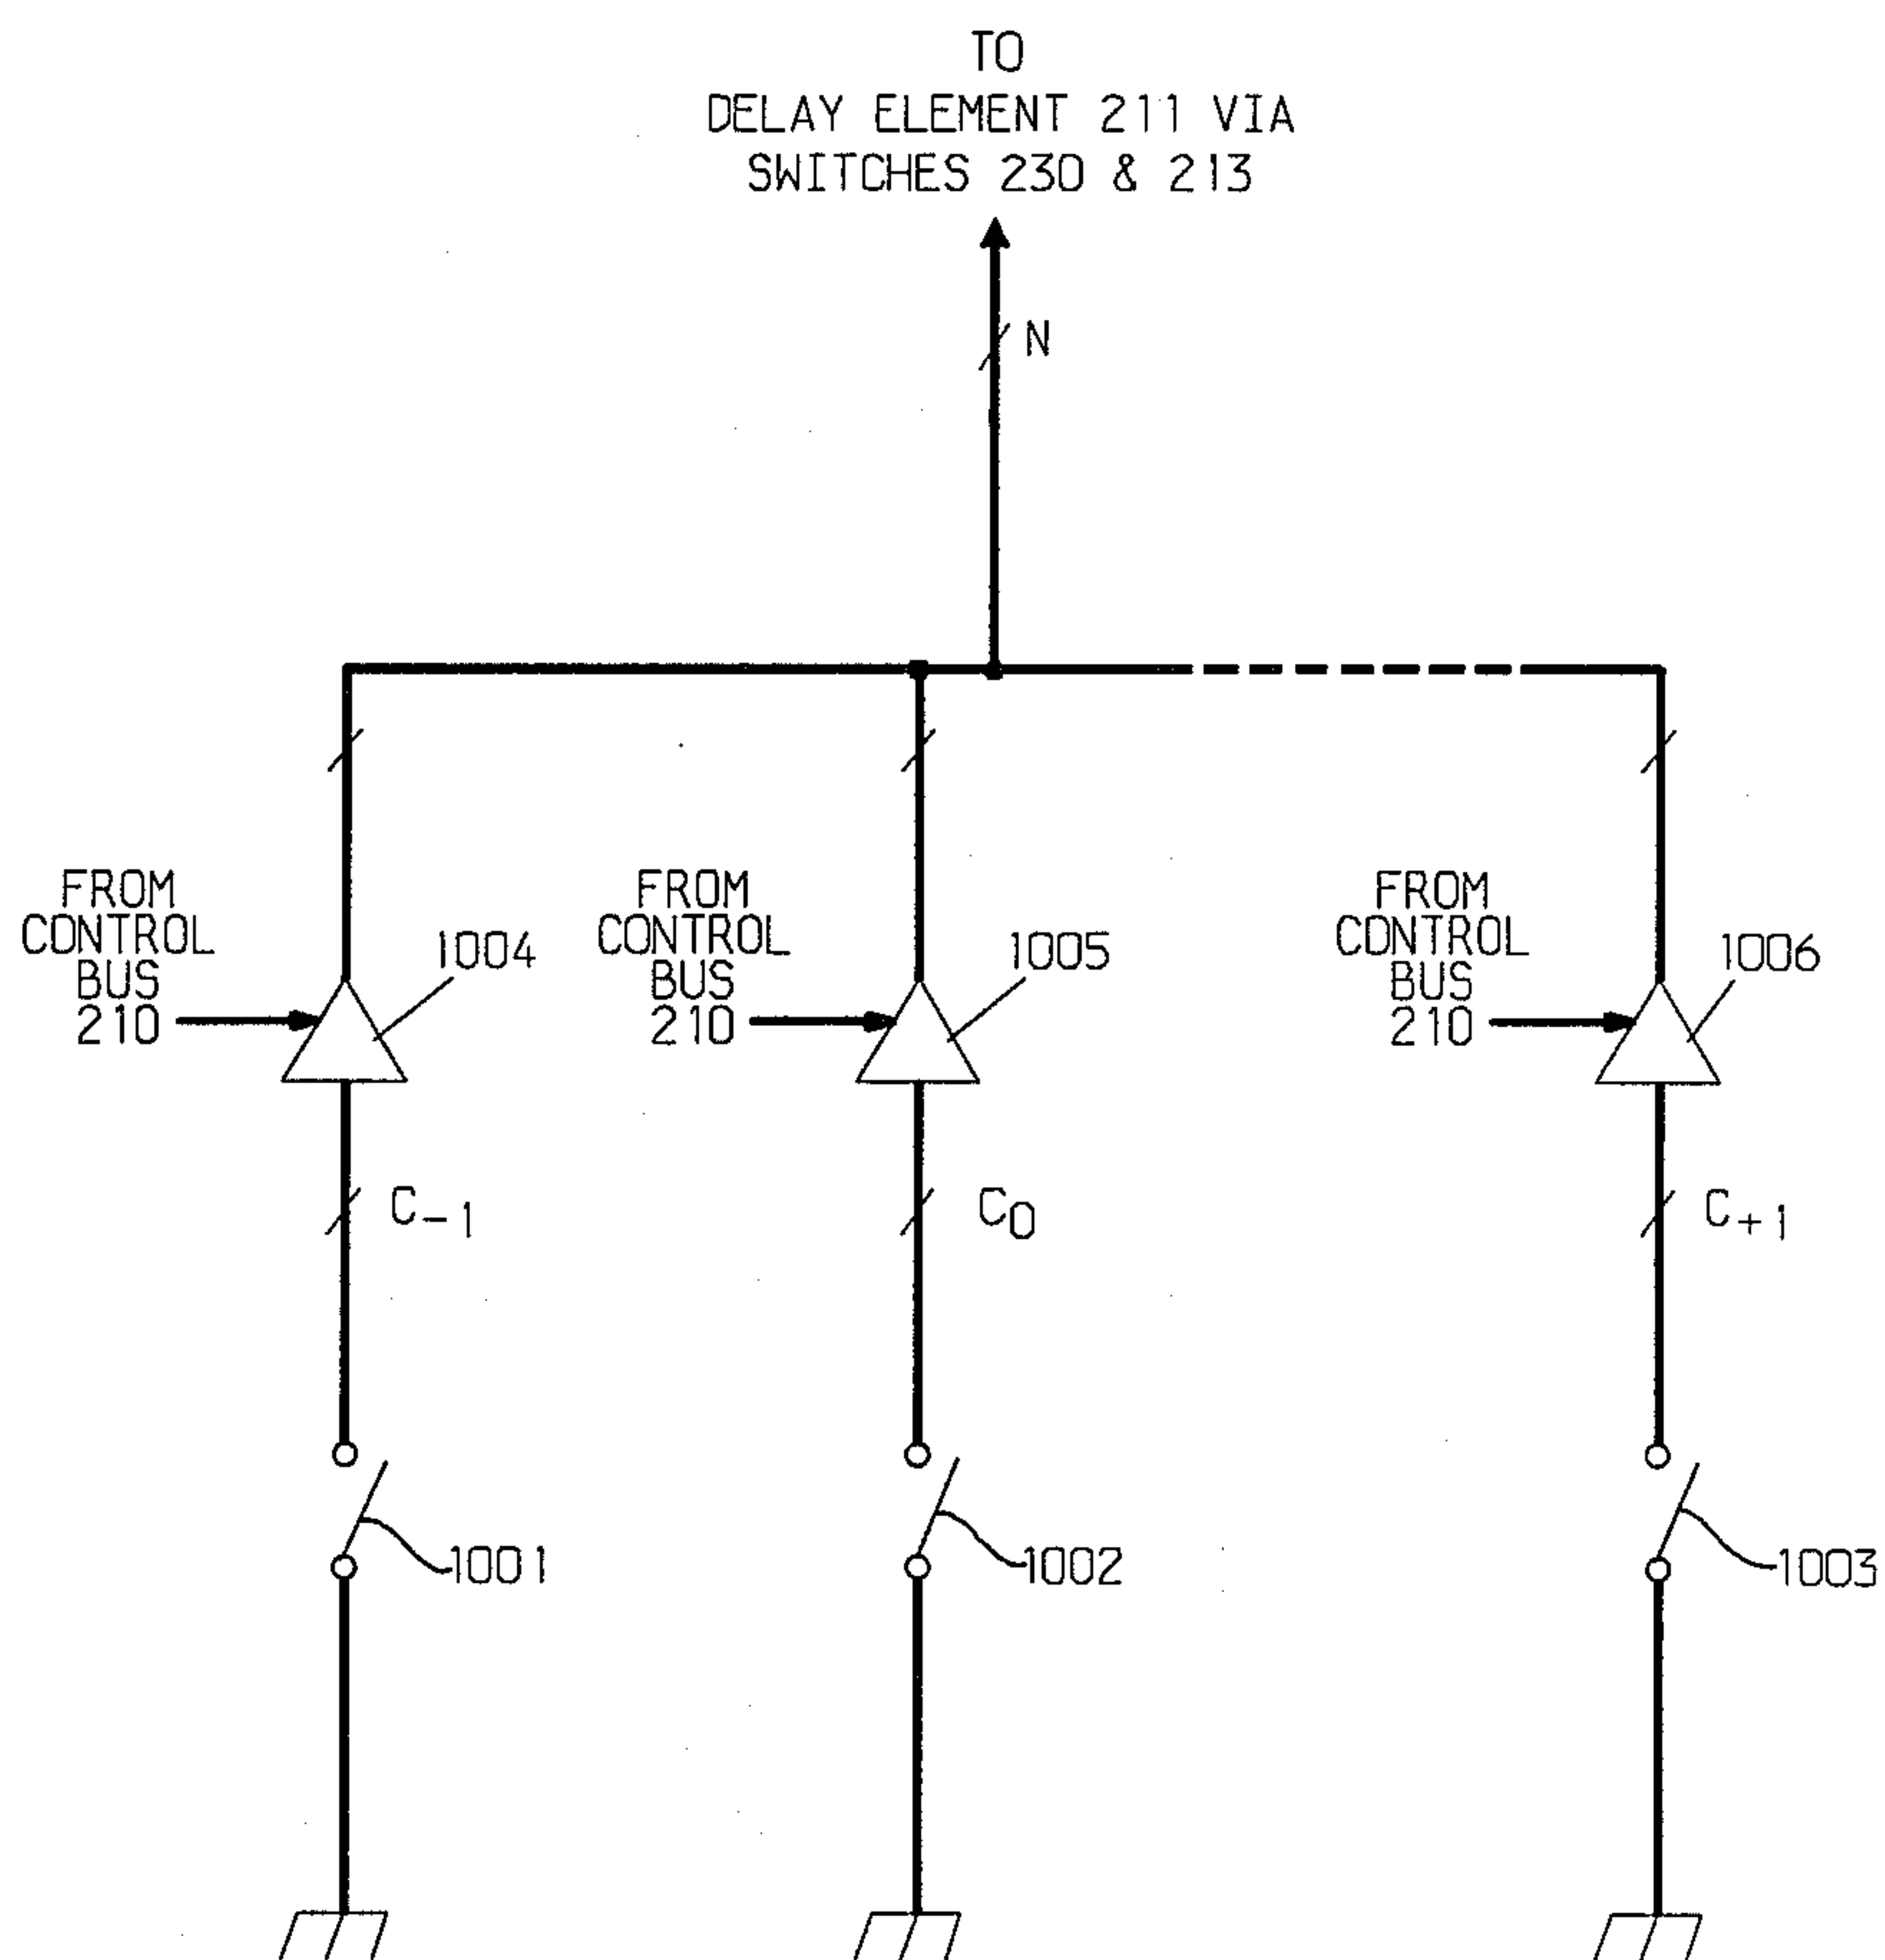 TO
DELAY ELEMENT 211 VIA
SWITCHES 230 & 213
N
FROM
CONTROL
BUS
210
1004
FROM
CONTROL
BUS
210
1005
FROM
CONTROL
BUS
210
1006
C-1
C0
C+1
1001
1002
1003